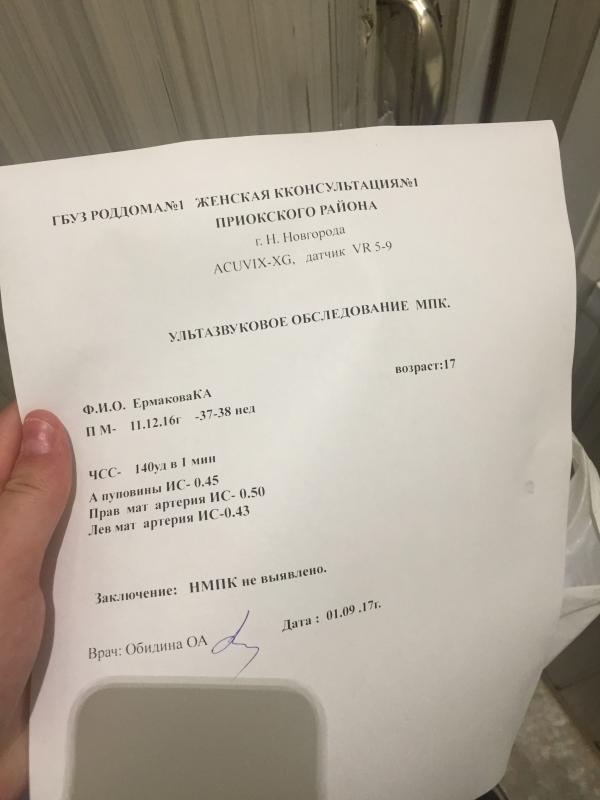 ГБУЗ РОДДОМА№1 ЖЕНСКАЯ ККОНСУЛЬТАЦИЯ№1
ПРИОКСКОГО РАЙОНА
г. Н. Новгорода
ACUVIX-XG, датчик VR 5-9
УЛЬТАЗВУКОВОЕ ОБСЛЕДОВАНИЕ МПК.
возраст:17
Ф.И.О. ЕрмаковаКА
П М- 11.12.16г -37-38 нед
ЧСС- 140уд в 1 мин
А пуповины ИС- 0.45
Прав мат артерия ИС- 0.50
Лев мат артерия ИС-0.43
Заключение: НМПК не выявлено.
Дата : 01.09 .17г.
Врач: Обидина ОА